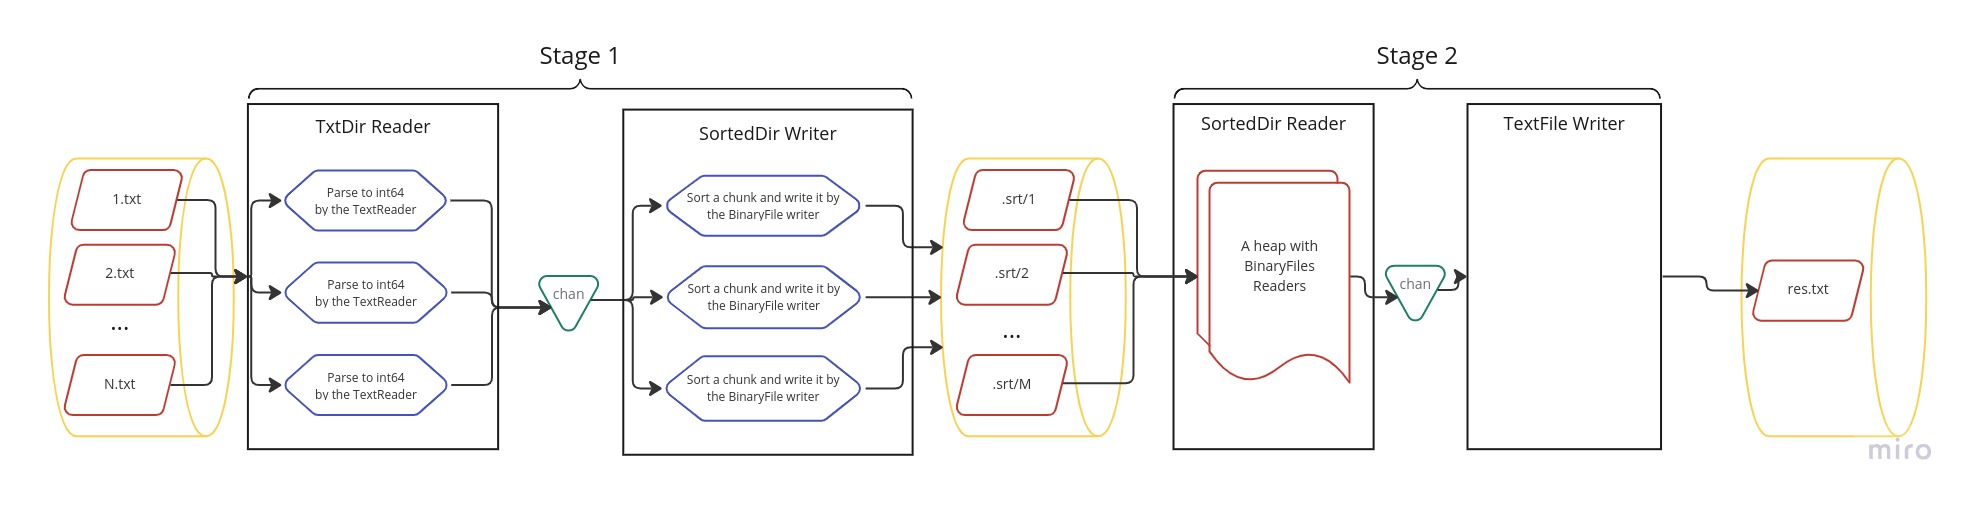 Stage 1
Stage 2
TxtDir Reader
SortedDir Writer
SortedDir Reader
TextFile Writer
1.txt
2.txt
...
N.txt
Parse to int64
by the TextReader
Parse to int64
by the TextReader
Parse to int64
by the TextReader
chan
Sort a chunk and write it by
the BinaryFile writer
Sort a chunk and write it by
the BinaryFile writer
Sort a chunk and write it by
the BinaryFile writer
.srt/1
.srt/2
...
.srt/M
A heap with
BinaryFiles
Readers
chan
res.txt
miro